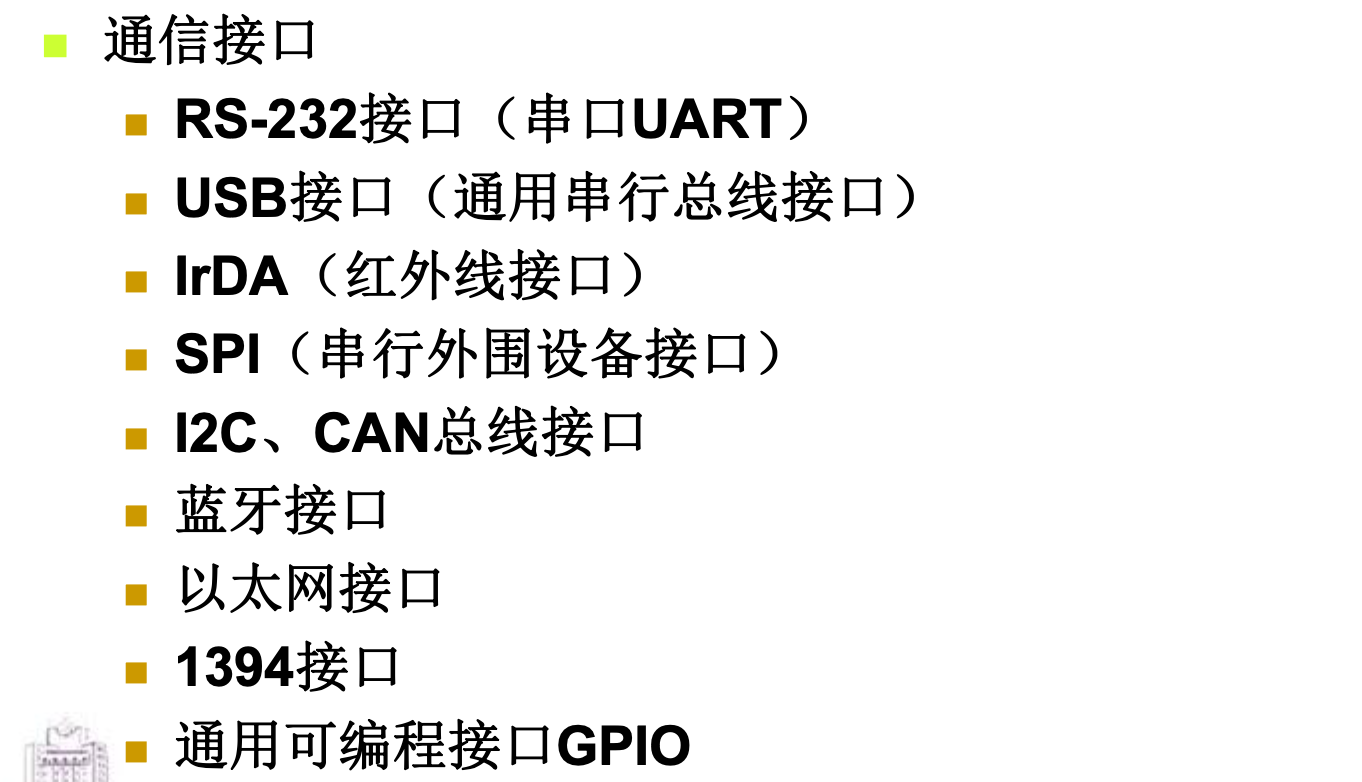 通信接口
RS-232接口（串口UART）
USB接口（通用串行总线接口）
IrDA（红外线接口）
SPI（串行外围设备接口）
I2C、CAN总线接口
蓝牙接口
以太网接口
1394接口
通用可编程接口GPIO